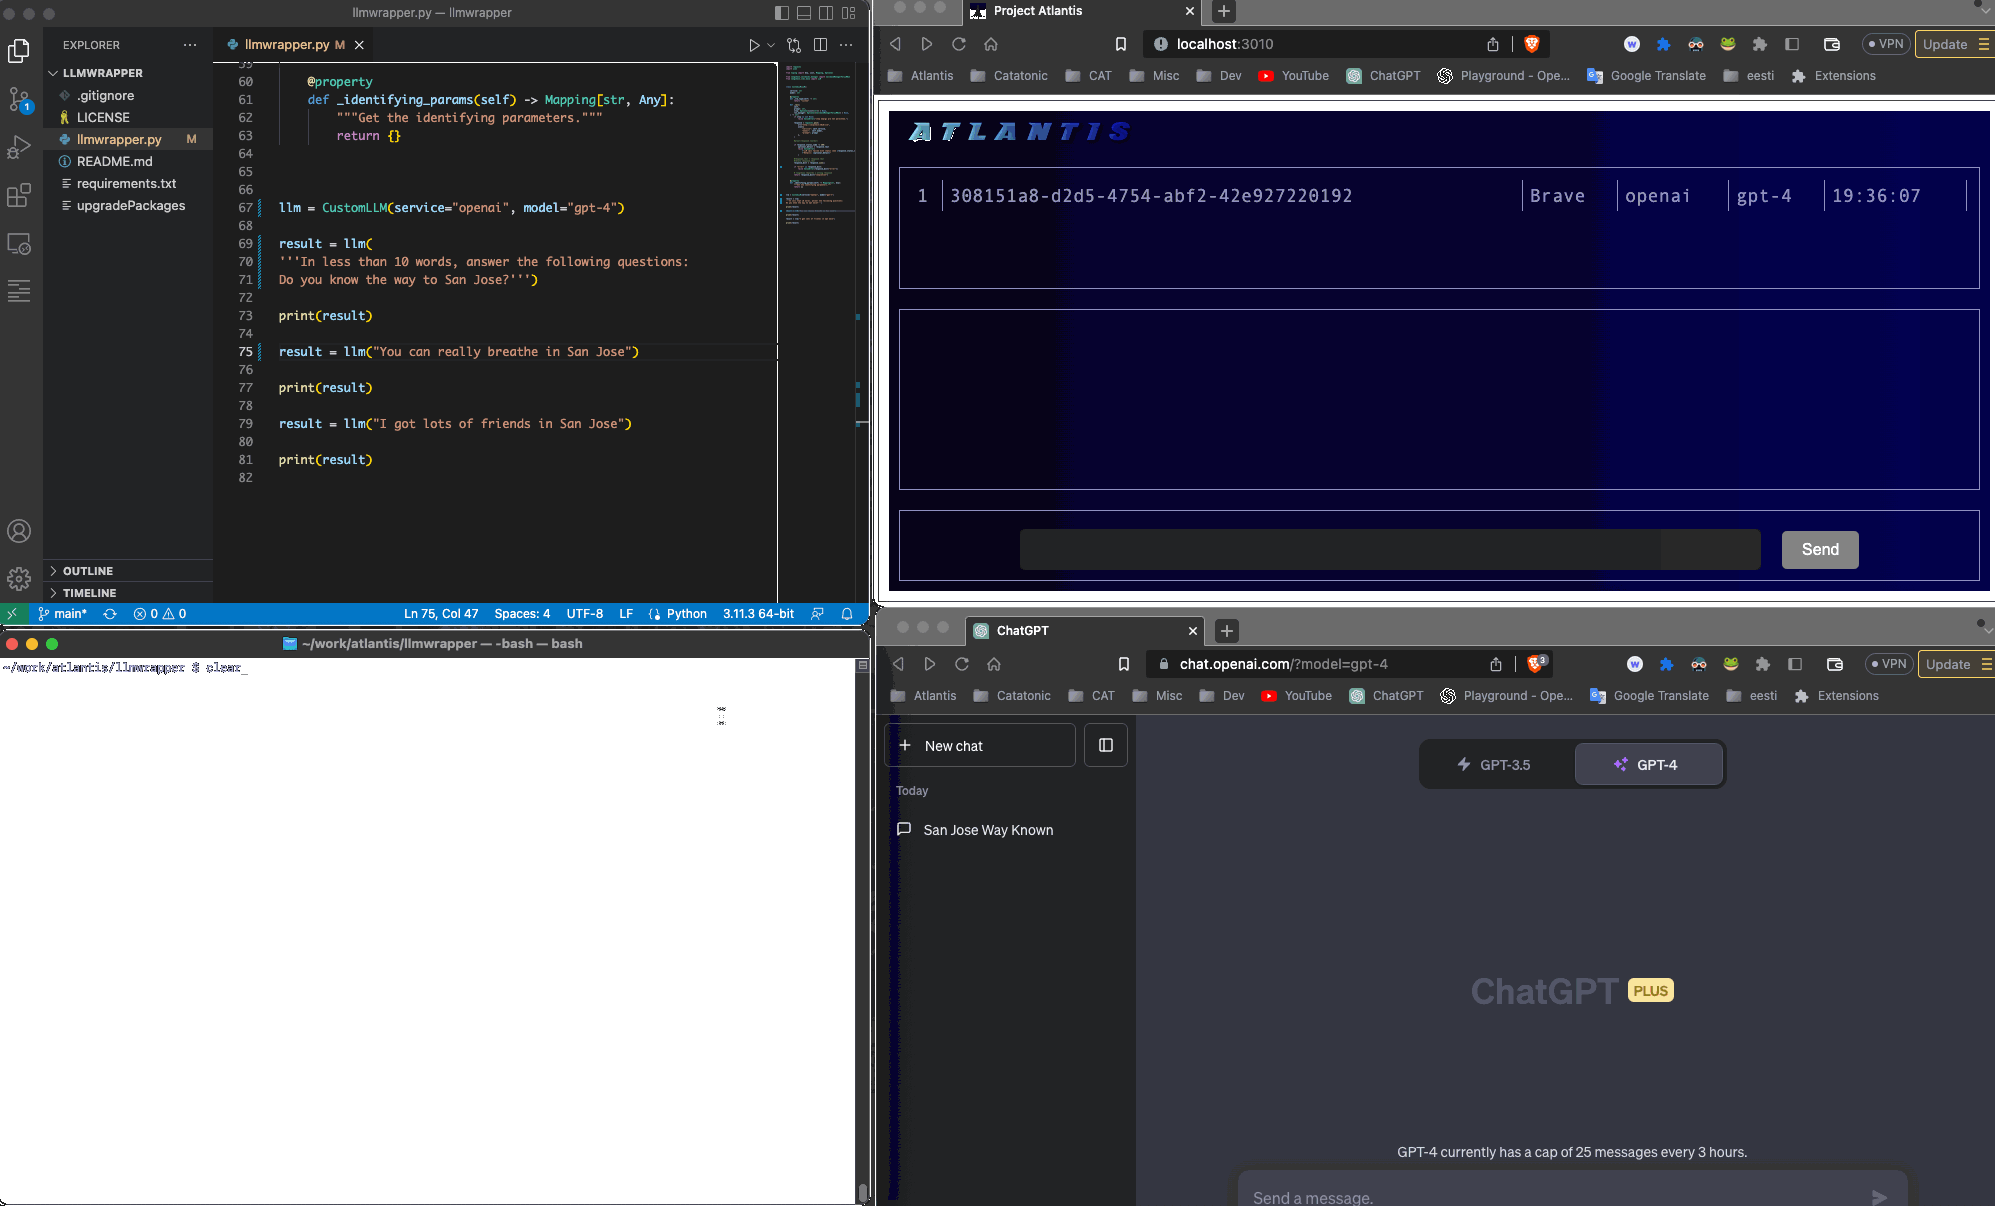 llmwrapper.py — llmwrapper
EXPLORER
LLMWRAPPER
.gitignore
LICENSE
llmwrapper.py M
README.md
requirements.txt
upgradePackages
OUTLINE
TIMELINE
1
llmwrapper.py M
59
60 @property
61 def _identifying_params(self) -> Mapping[str, Any]:
62 """Get the identifying parameters."""
63 return {}
64
65
66
67 llm = CustomLLM(service="openai", model="gpt-4")
68
69 result = llm(
70 '''In less than 10 words, answer the following questions:
71 Do you know the way to San Jose?''')
72
73 print(result)
74
75 result = llm("You can really breathe in San Jose")
76
77 print(result)
78
79 result = llm("I got lots of friends in San Jose")
80
81 print(result)
82
main* 0 0 Ln 75, Col 47 Spaces: 4 UTF-8 LF Python 3.11.3 64-bit
~/work/atlantis/llmwrapper — -bash — bash
~/work/atlantis/llmwrapper $ clear_
Project Atlantis
localhost:3010 VPN Update
Atlantis Catatonic CAT Misc Dev YouTube ChatGPT Playground - Ope... Google Translate eesti Extensions
ATLANTIS
1 308151a8-d2d5-4754-abf2-42e927220192 Brave openai gpt-4 19:36:07
Send
ChatGPT
chat.openai.com/?model=gpt-4 3 VPN Update
Atlantis Catatonic CAT Misc Dev YouTube ChatGPT Playground - Ope... Google Translate eesti Extensions
New chat
Today
San Jose Way Known
GPT-3.5 GPT-4
ChatGPT PLUS
GPT-4 currently has a cap of 25 messages every 3 hours.
Send a message.